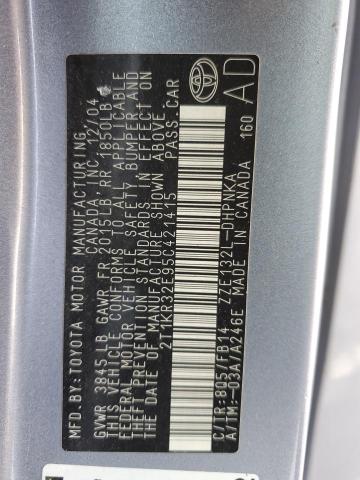 MFD.BY:TOYOTA MOTOR MANUFACTURING
CANADA, INC. 12/04
GVWR 3845LB GAWR FR 2015LB RR 1850LB
THIS VEHICLE CONFORMS TO ALL APPLICABLE
FEDERAL MOTOR VEHICLE SAFETY BUMPER AND
THEFT PREVENTION STANDARDS IN EFFECT ON
THE DATE OF MANUFACTURE SHOWN ABOVE.
2T1KR32E95C421415 PASS.CAR
C/TR:8Q5/FB14 ZZE132L-DHPNKA
A/TM:-03A/A246E MADE IN CANADA 160
AD